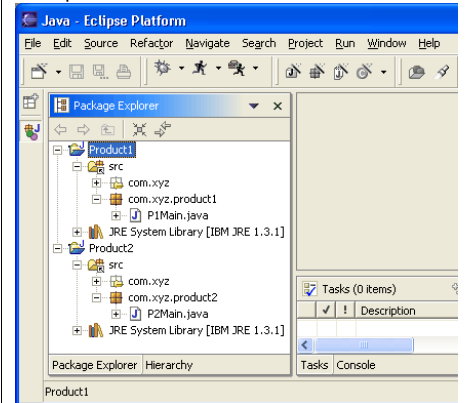 Java - Eclipse Platform
File Edit Source Refactor Navigate Search Project Run Window Help
Package Explorer
Product1
src
com.xyz
com.xyz.product1
P1Main.java
JRE System Library [IBM JRE 1.3.1]
Product2
src
com.xyz
com.xyz.product2
P2Main.java
JRE System Library [IBM JRE 1.3.1]
Package Explorer Hierarchy
Tasks (0 items)
! Description
Tasks Console
Product1